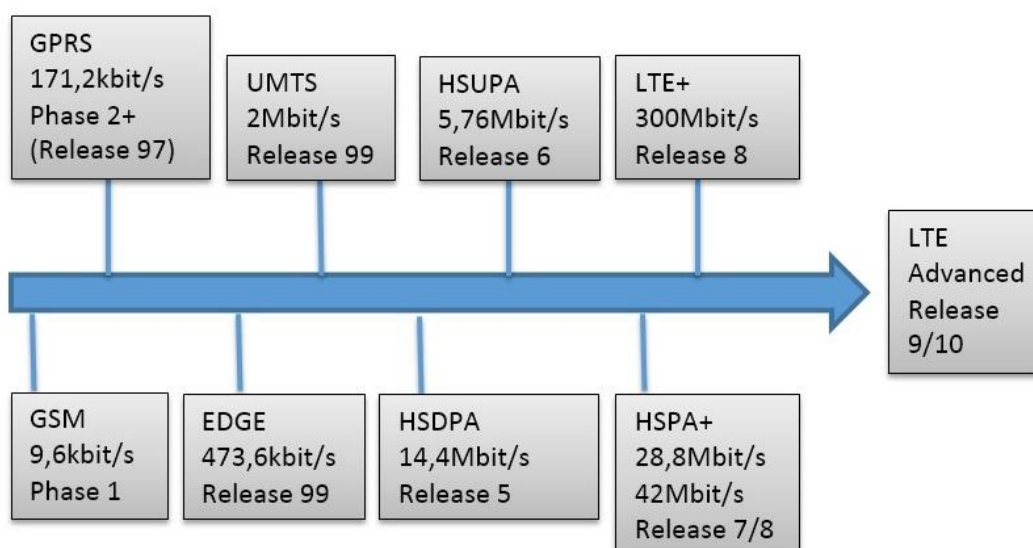 GPRS
171,2kbit/s
Phase 2+
(Release 97)
UMTS
2Mbit/s
Release 99
HSUPA
5,76Mbit/s
Release 6
LTE+
300Mbit/s
Release 8
LTE
Advanced
Release
9/10
GSM
9,6kbit/s
Phase 1
EDGE
473,6kbit/s
Release 99
HSDPA
14,4Mbit/s
Release 5
HSPA+
28,8Mbit/s
42Mbit/s
Release 7/8